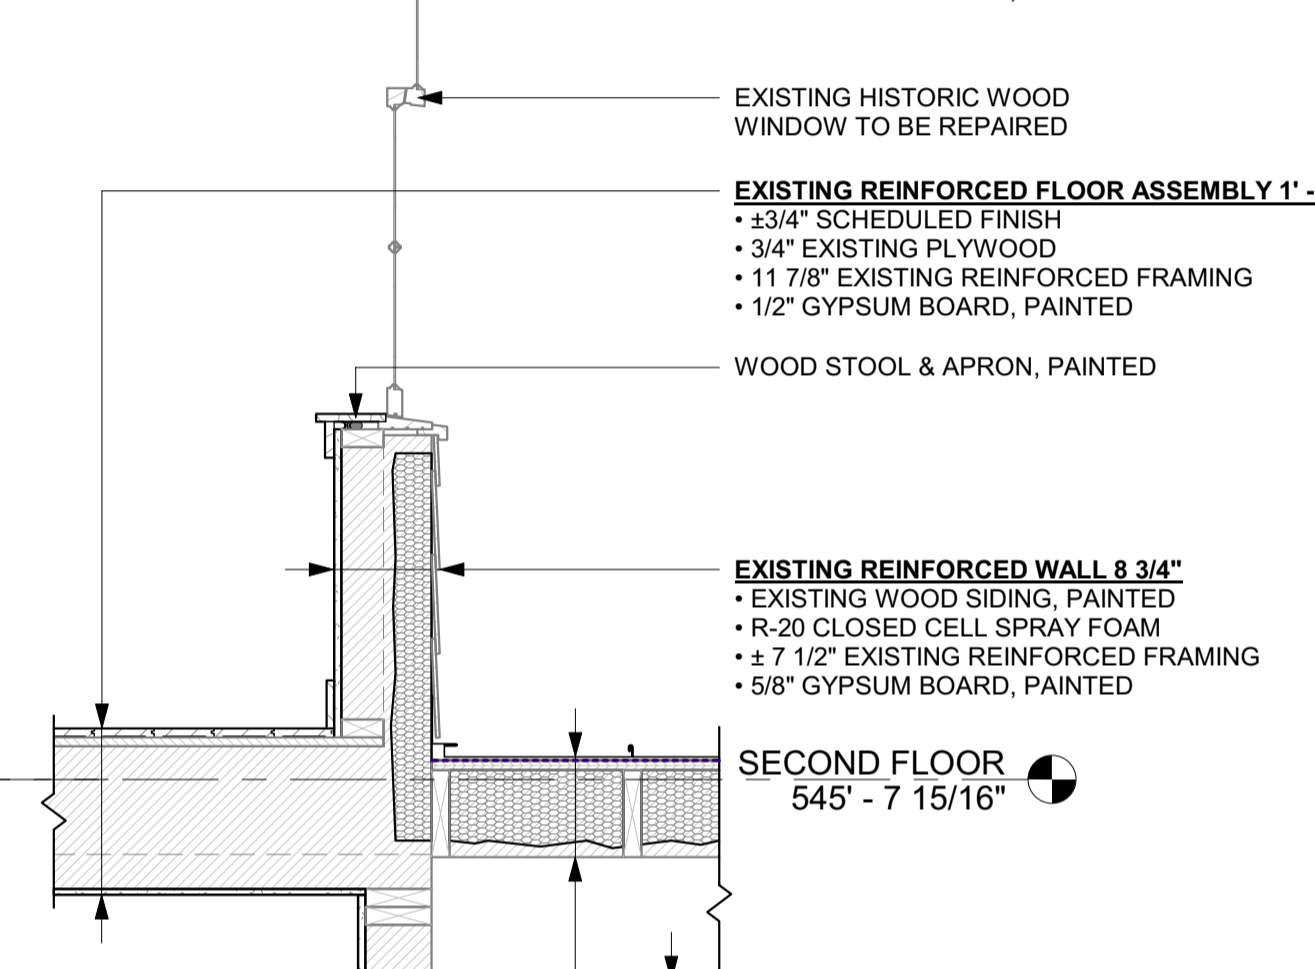 EXISTING HISTORIC WOOD
WINDOW TO BE REPAIRED
EXISTING REINFORCED FLOOR ASSEMBLY 1' -
• ±3/4" SCHEDULED FINISH
• 3/4" EXISTING PLYWOOD
• 11 7/8" EXISTING REINFORCED FRAMING
• 1/2" GYPSUM BOARD, PAINTED
WOOD STOOL & APRON, PAINTED
EXISTING REINFORCED WALL 8 3/4"
• EXISTING WOOD SIDING, PAINTED
• R-20 CLOSED CELL SPRAY FOAM
• ± 7 1/2" EXISTING REINFORCED FRAMING
• 5/8" GYPSUM BOARD, PAINTED
SECOND FLOOR
545' - 7 15/16"